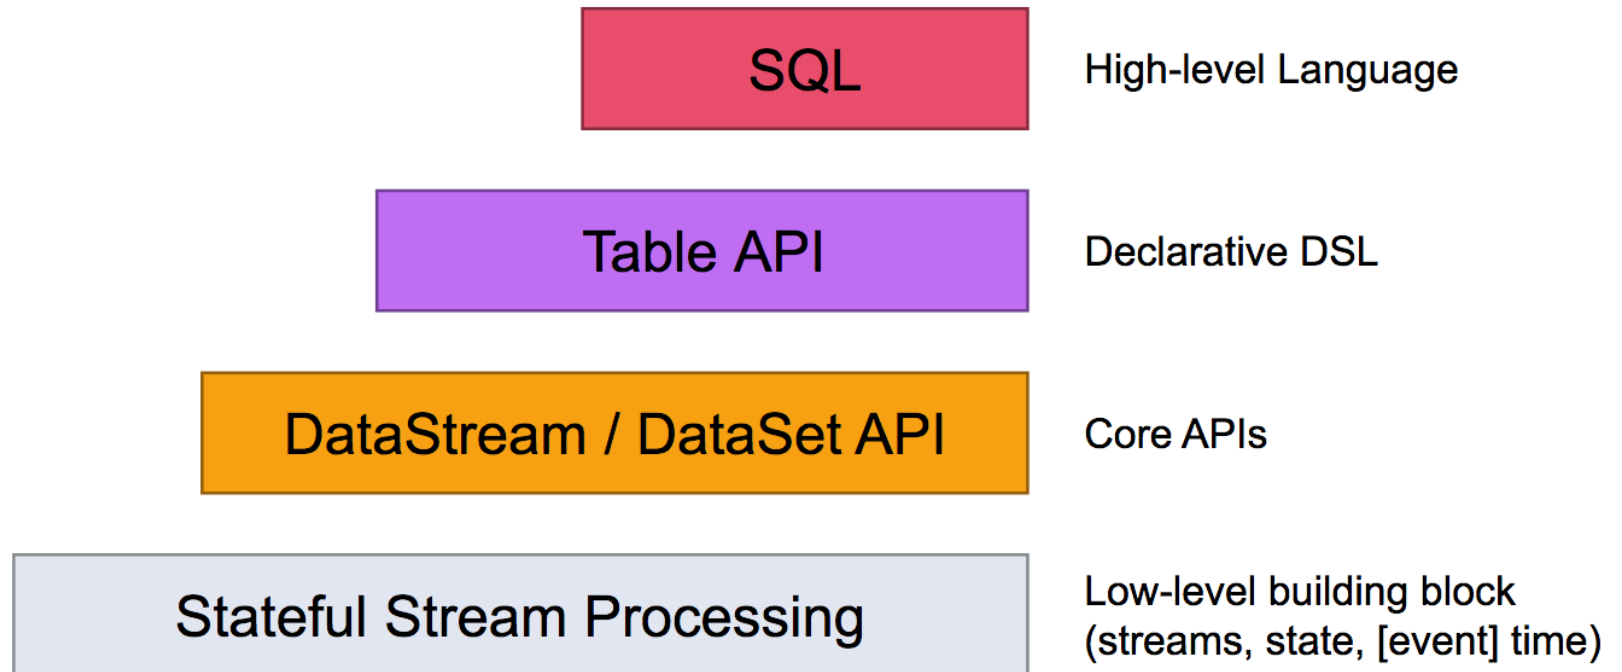 SQL
High-level Language
Table API
Declarative DSL
DataStream / DataSet API
Core APIs
Stateful Stream Processing
Low-level building block
(streams, state, [event] time)